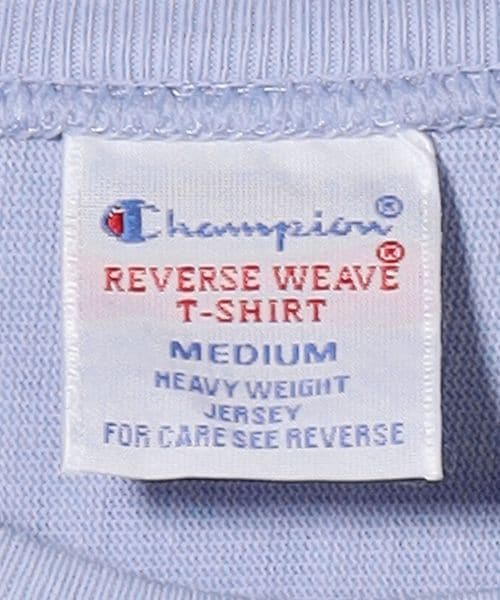 Champion®
REVERSE WEAVE®
T-SHIRT
MEDIUM
HEAVY WEIGHT
JERSEY
FOR CARE SEE REVERSE